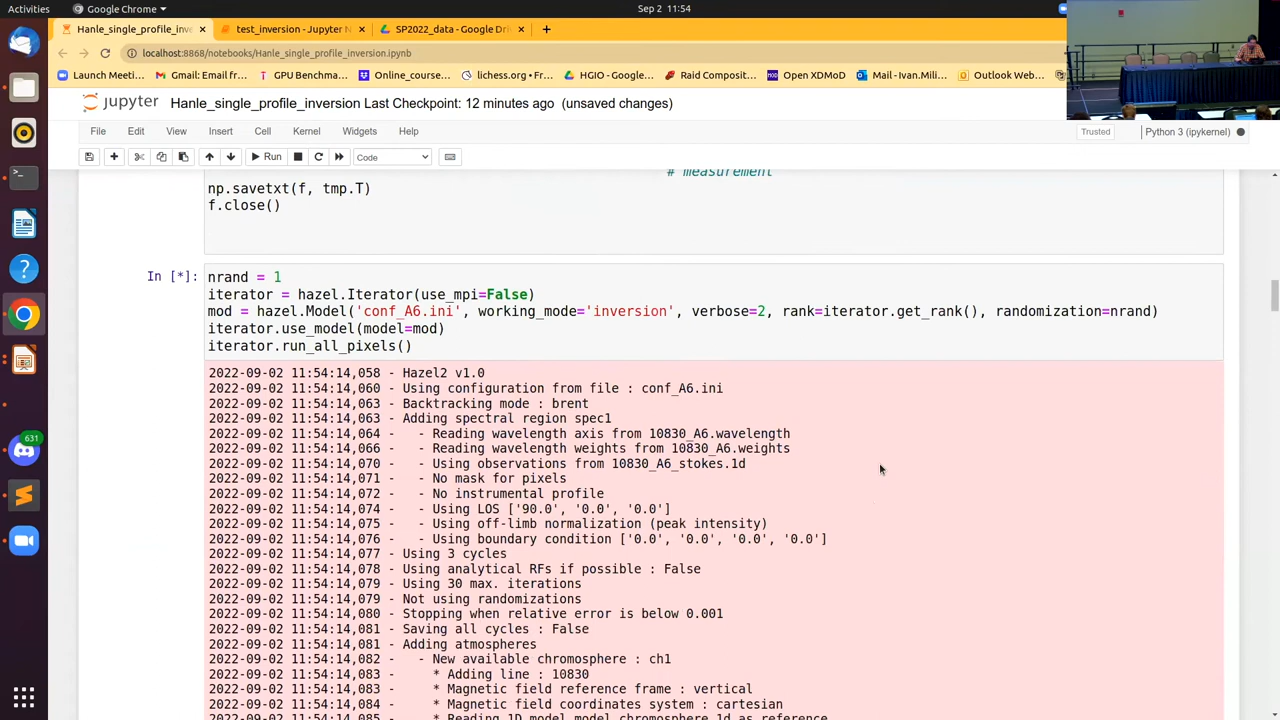 Activities
Google Chrome
Sep 2 11:54
Hanle_single_profile_inv
test_inversion - Jupyter N
SP2022_data - Google Dri
localhost:8868/notebooks/Hanle_single_profile_inversion.ipynb
Launch Meeti...
Gmail: Email fr...
GPU Benchma...
Online_course...
lichess.org • Fr...
HGIO - Google...
Raid Composit...
Open XDMoD
Mail - Ivan.Mili...
Outlook Web...
jupyter
Hanle_single_profile_inversion Last Checkpoint: 12 minutes ago (unsaved changes)
File Edit View Insert Cell Kernel Widgets Help
Trusted
Python 3 (ipykernel)
Run
Code
# measurement
np.savetxt(f, tmp.T)
f.close()
In [*]:
nrand = 1
iterator = hazel.Iterator(use_mpi=False)
mod = hazel.Model('conf_A6.ini', working_mode='inversion', verbose=2, rank=iterator.get_rank(), randomization=nrand)
iterator.use_model(model=mod)
iterator.run_all_pixels()
2022-09-02 11:54:14,058 - Hazel2 v1.0
2022-09-02 11:54:14,060 - Using configuration from file : conf_A6.ini
2022-09-02 11:54:14,063 - Backtracking mode : brent
2022-09-02 11:54:14,063 - Adding spectral region spec1
2022-09-02 11:54:14,064 -   - Reading wavelength axis from 10830_A6.wavelength
2022-09-02 11:54:14,066 -   - Reading wavelength weights from 10830_A6.weights
2022-09-02 11:54:14,070 -   - Using observations from 10830_A6_stokes.1d
2022-09-02 11:54:14,071 -   - No mask for pixels
2022-09-02 11:54:14,072 -   - No instrumental profile
2022-09-02 11:54:14,074 -   - Using LOS ['90.0', '0.0', '0.0']
2022-09-02 11:54:14,075 -   - Using off-limb normalization (peak intensity)
2022-09-02 11:54:14,076 -   - Using boundary condition ['0.0', '0.0', '0.0', '0.0']
2022-09-02 11:54:14,077 - Using 3 cycles
2022-09-02 11:54:14,078 - Using analytical RFs if possible : False
2022-09-02 11:54:14,079 - Using 30 max. iterations
2022-09-02 11:54:14,079 - Not using randomizations
2022-09-02 11:54:14,080 - Stopping when relative error is below 0.001
2022-09-02 11:54:14,081 - Saving all cycles : False
2022-09-02 11:54:14,081 - Adding atmospheres
2022-09-02 11:54:14,082 -   - New available chromosphere : ch1
2022-09-02 11:54:14,083 -     * Adding line : 10830
2022-09-02 11:54:14,083 -     * Magnetic field reference frame : vertical
2022-09-02 11:54:14,084 -     * Magnetic field coordinates system : cartesian
2022-09-02 11:54:14,085 -     * Reading 1D model model_chromosphere.1d as reference
631